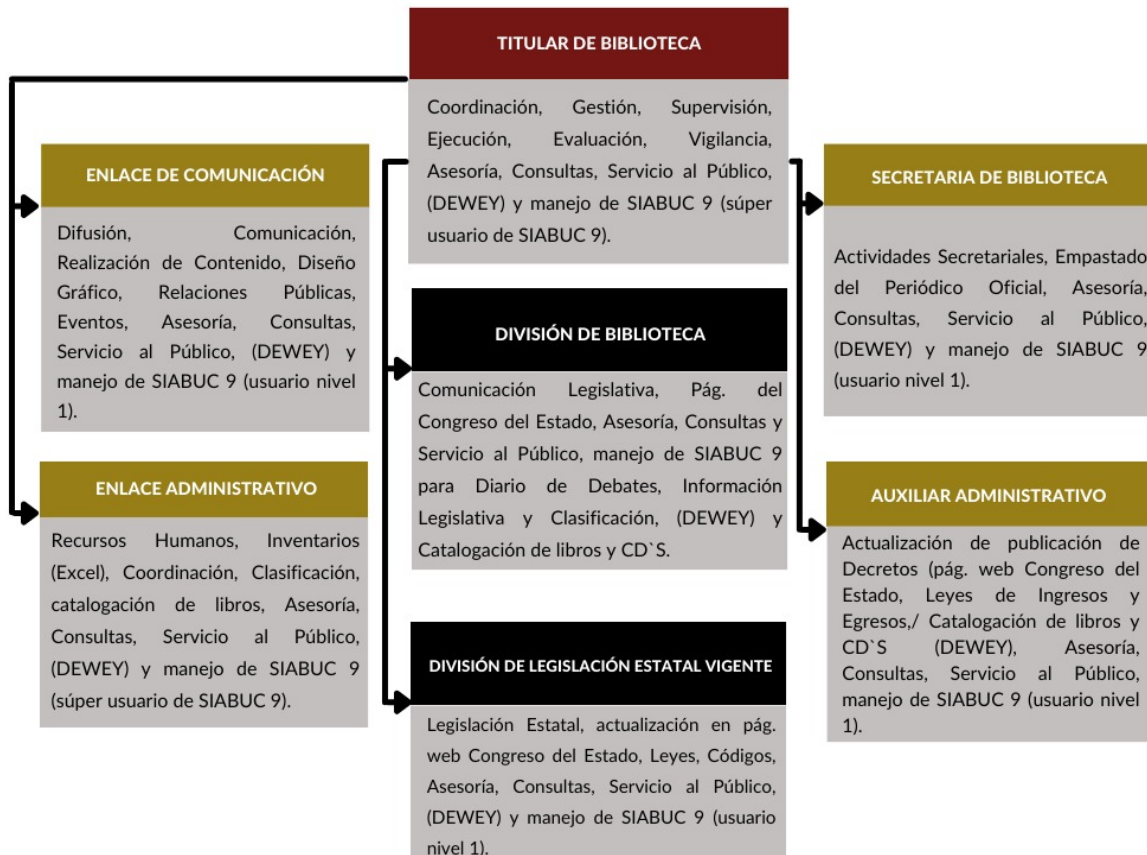 TITULAR DE BIBLIOTECA
Coordinación, Gestión, Supervisión,
Ejecución, Evaluación, Vigilancia,
Asesoría, Consultas, Servicio al Público,
(DEWEY) y manejo de SIABUC 9 (súper
usuario de SIABUC 9).
ENLACE DE COMUNICACIÓN
Difusión, Comunicación,
Realización de Contenido, Diseño
Gráfico, Relaciones Públicas,
Eventos, Asesoría, Consultas,
Servicio al Público, (DEWEY) y
manejo de SIABUC 9 (usuario nivel
1).
ENLACE ADMINISTRATIVO
Recursos Humanos, Inventarios
(Excel), Coordinación, Clasificación,
catalogación de libros, Asesoría,
Consultas, Servicio al Público,
(DEWEY) y manejo de SIABUC 9
(súper usuario de SIABUC 9).
DIVISIÓN DE BIBLIOTECA
Comunicación Legislativa, Pág. del
Congreso del Estado, Asesoría, Consultas y
Servicio al Público, manejo de SIABUC 9
para Diario de Debates, Información
Legislativa y Clasificación, (DEWEY) y
Catalogación de libros y CD`S.
DIVISIÓN DE LEGISLACIÓN ESTATAL VIGENTE
Legislación Estatal, actualización en pág.
web Congreso del Estado, Leyes, Códigos,
Asesoría, Consultas, Servicio al Público,
(DEWEY) y manejo de SIABUC 9 (usuario
nivel 1).
SECRETARIA DE BIBLIOTECA
Actividades Secretariales, Empastado
del Periódico Oficial, Asesoría,
Consultas, Servicio al Público,
(DEWEY) y manejo de SIABUC 9
(usuario nivel 1).
AUXILIAR ADMINISTRATIVO
Actualización de publicación de
Decretos (pág. web Congreso del
Estado, Leyes de Ingresos y
Egresos,/ Catalogación de libros y
CD`S (DEWEY), Asesoría,
Consultas, Servicio al Público,
manejo de SIABUC 9 (usuario nivel
1).